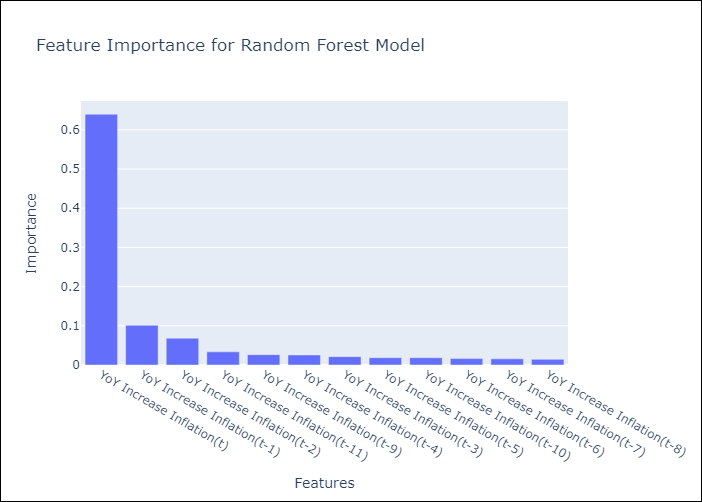 Feature Importance for Random Forest Model
Importance
0.6
0.5
0.4
0.3
0.2
0.1
0
YoY Increase Inflation(t)
YoY Increase Inflation(t-1)
YoY Increase Inflation(t-2)
YoY Increase Inflation(t-11)
YoY Increase Inflation(t-9)
YoY Increase Inflation(t-4)
YoY Increase Inflation(t-3)
YoY Increase Inflation(t-5)
YoY Increase Inflation(t-10)
YoY Increase Inflation(t-6)
YoY Increase Inflation(t-7)
YoY Increase Inflation(t-8)
Features